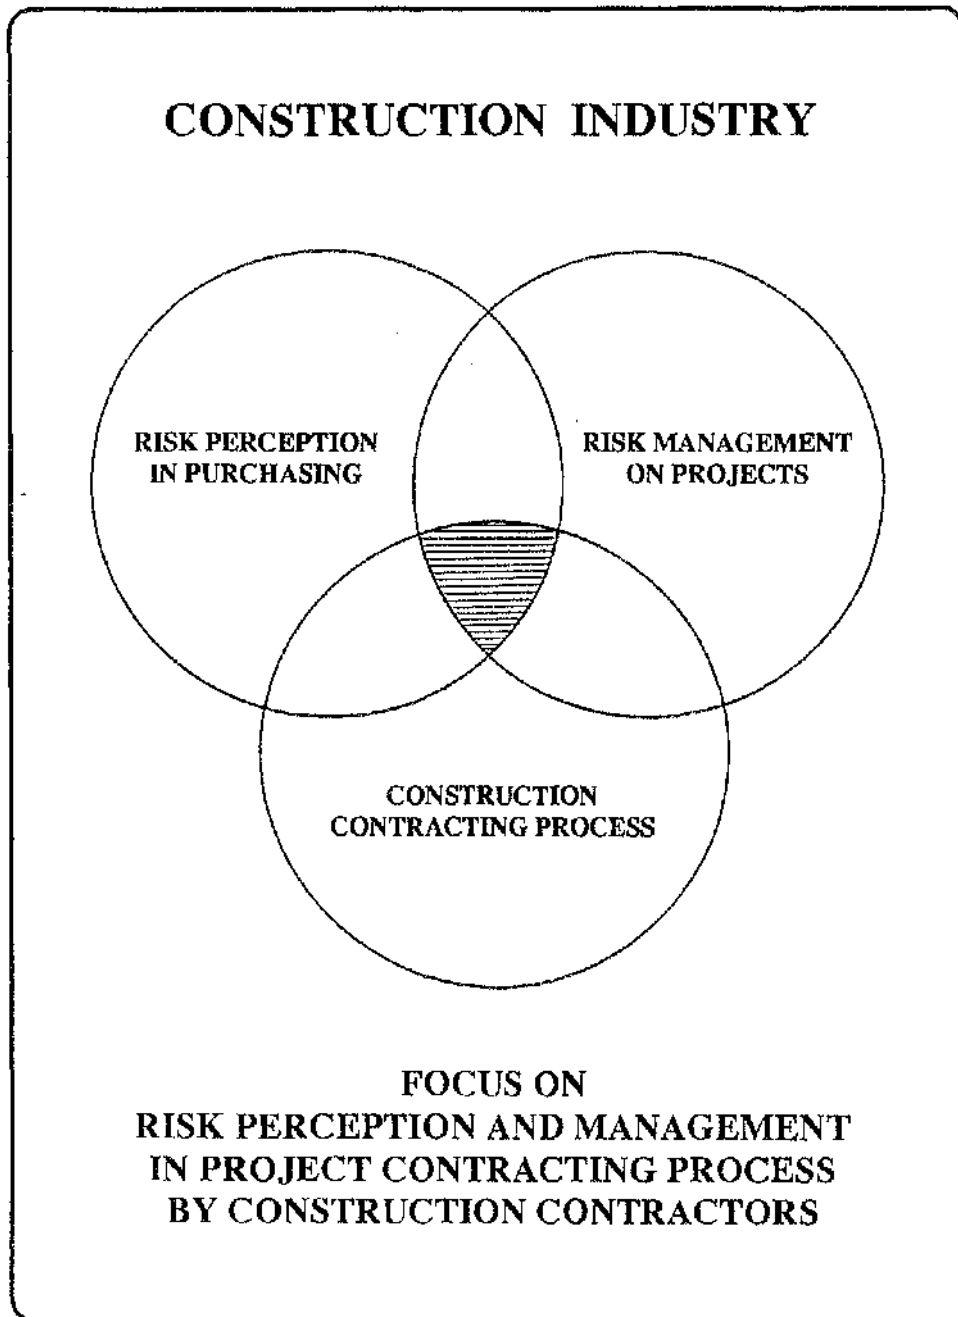 CONSTRUCTION INDUSTRY
RISK PERCEPTION
IN PURCHASING
RISK MANAGEMENT
ON PROJECTS
CONSTRUCTION
CONTRACTING PROCESS
FOCUS ON
RISK PERCEPTION AND MANAGEMENT
IN PROJECT CONTRACTING PROCESS
BY CONSTRUCTION CONTRACTORS